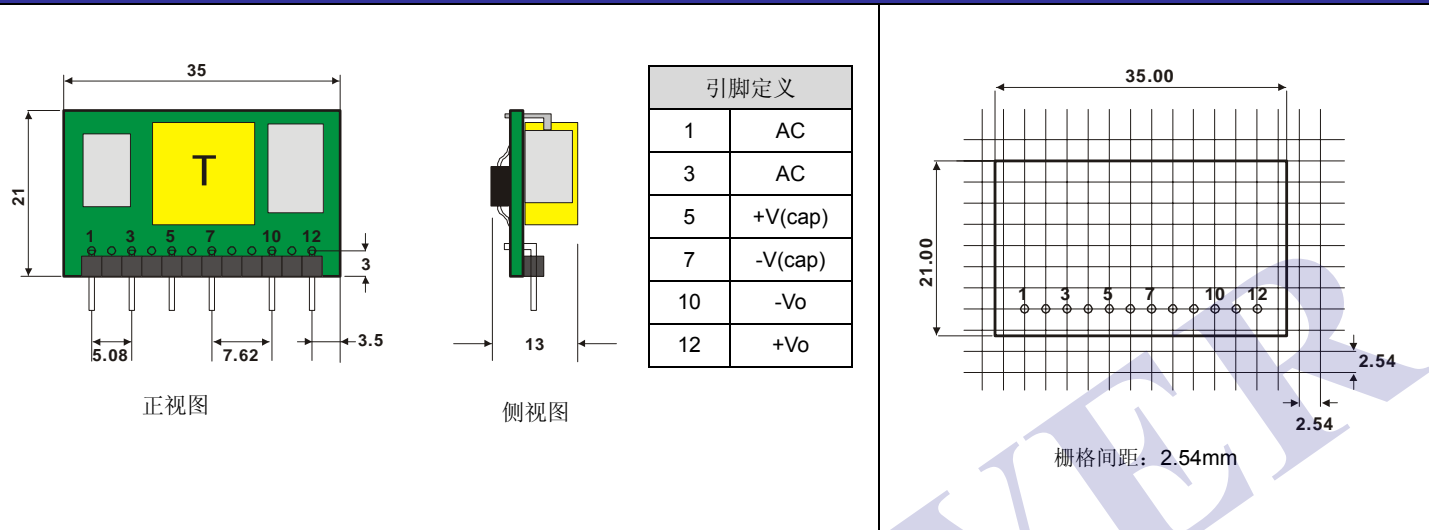 35
21
T
1 3 5 7 10 12
3
5.08
7.62
3.5
正视图
13
侧视图
引脚定义
1 AC
3 AC
5 +V(cap)
7 -V(cap)
10 -Vo
12 +Vo
35.00
21.00
1 3 5 7 10 12
2.54
2.54
栅格间距：2.54mm
VER